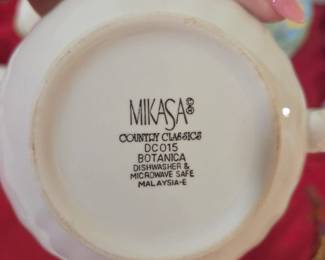 MIKASA®
COUNTRY CLASSICS
DC015
BOTANICA
DISHWASHER &
MICROWAVE SAFE
MALAYSIA-E